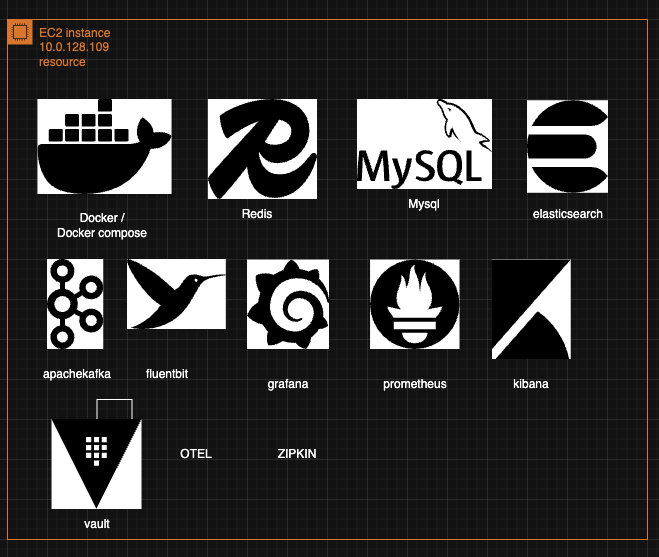 EC2 instance
10.0.128.109
resource
MySQL
Docker /
Docker compose
Redis
Mysql
elasticsearch
apachekafka
fluentbit
grafana
prometheus
kibana
OTEL
ZIPKIN
vault